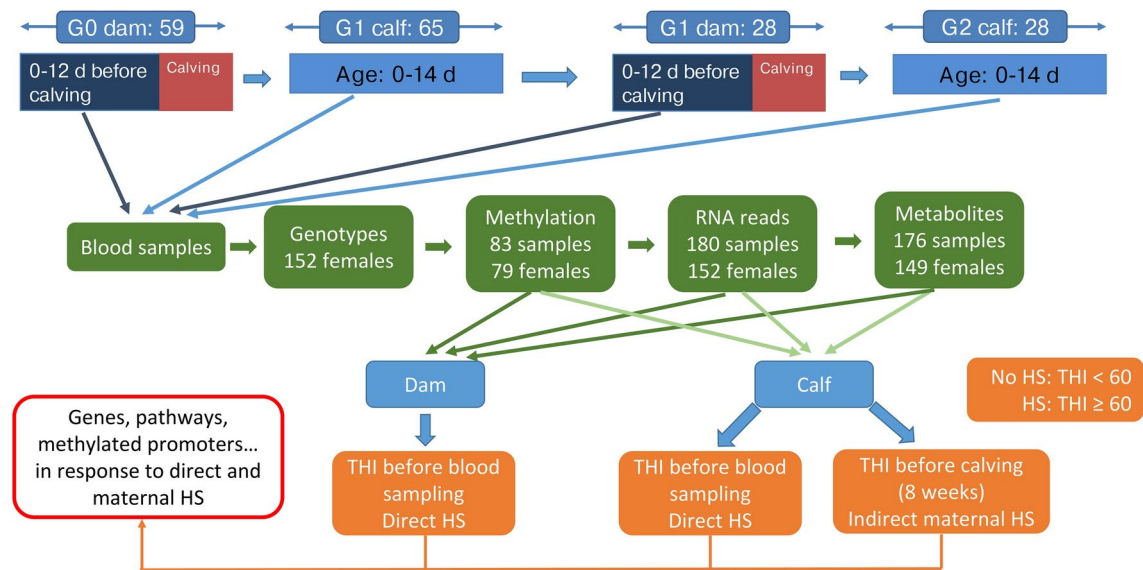 G0 dam: 59
G1 calf: 65
G1 dam: 28
G2 calf: 28
0-12 d before
calving
Calving
Age: 0-14 d
0-12 d before
calving
Calving
Age: 0-14 d
Blood samples
Genotypes
152 females
Methylation
83 samples
79 females
RNA reads
180 samples
152 females
Metabolites
176 samples
149 females
Dam
Calf
No HS: THI < 60
HS: THI ≥ 60
Genes, pathways,
methylated promoters…
in response to direct and
maternal HS
THI before blood
sampling
Direct HS
THI before blood
sampling
Direct HS
THI before calving
(8 weeks)
Indirect maternal HS